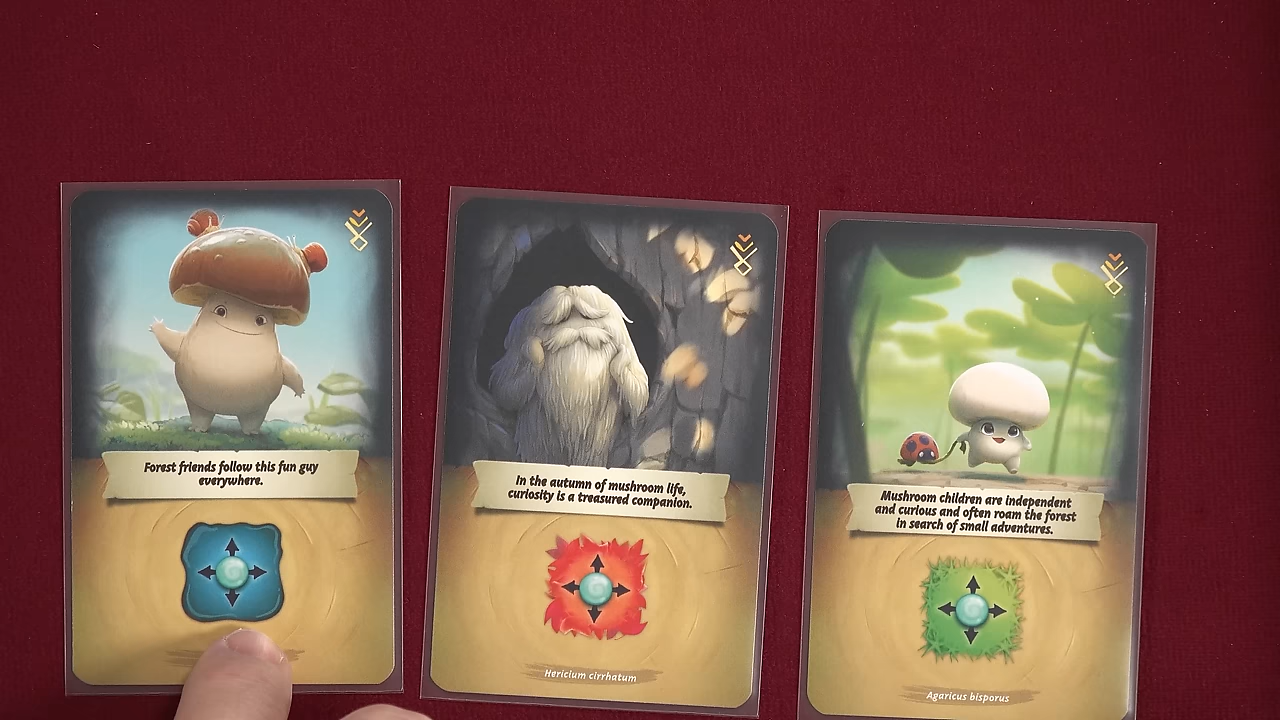 Forest friends follow this fun guy
everywhere.
In the autumn of mushroom life,
curiosity is a treasured companion.
Hericium cirrhatum
Mushroom children are independent
and curious and often roam the forest
in search of small adventures.
Agaricus bisporus